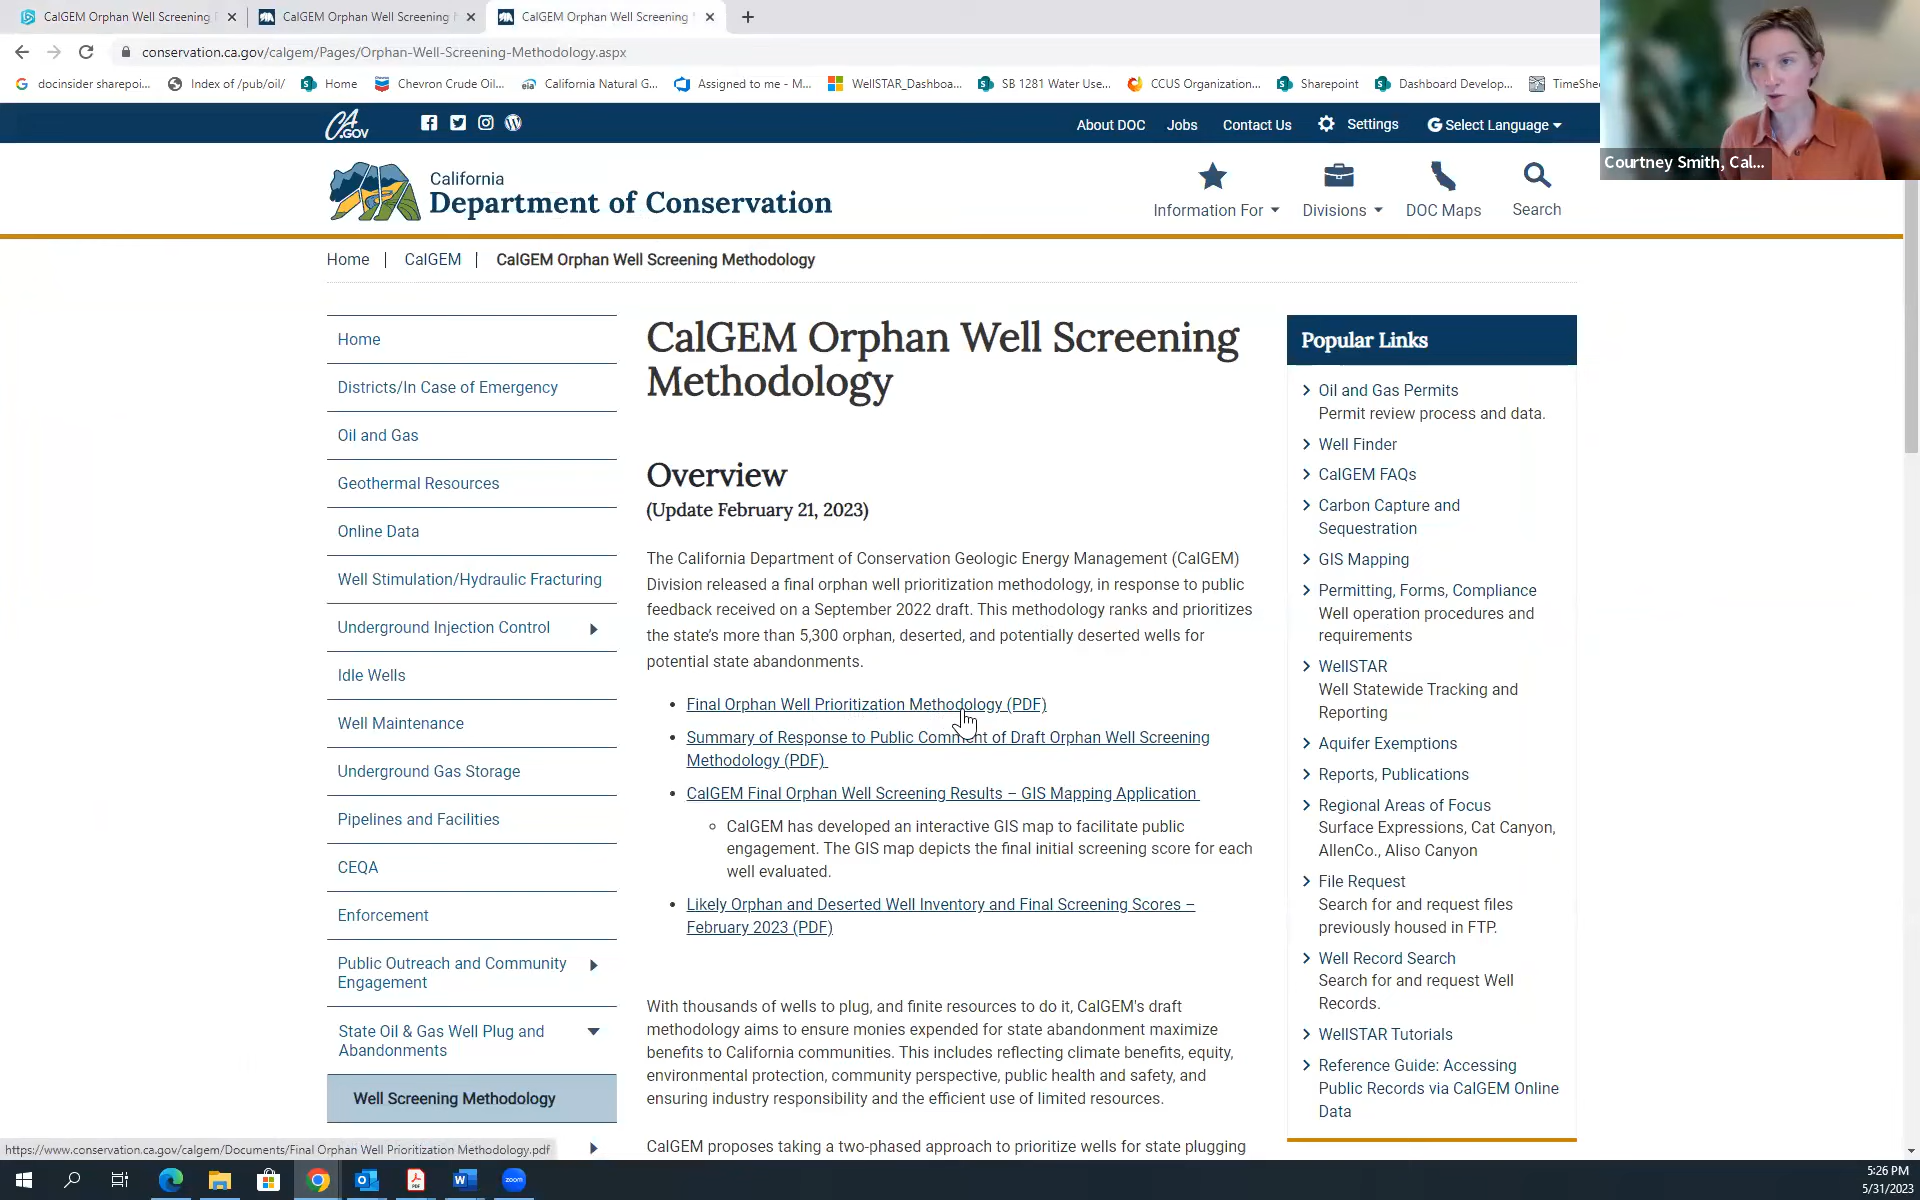 CalGEM Orphan Well Screening
CalGEM Orphan Well Screening
CalGEM Orphan Well Screening
conservation.ca.gov/calgem/Pages/Orphan-Well-Screening-Methodology.aspx
docinsider sharepoi...
Index of /pub/oil/
Home
Chevron Crude Oil...
California Natural G...
Assigned to me - M...
WellSTAR_Dashboa...
SB 1281 Water Use...
CCUS Organization...
Sharepoint
Dashboard Develop...
TimeShe
Courtney Smith, Cal...
CA.GOV
About DOC
Jobs
Contact Us
Settings
Select Language
California
Department of Conservation
Information For
Divisions
DOC Maps
Search
Home | CalGEM | CalGEM Orphan Well Screening Methodology
Home
Districts/In Case of Emergency
Oil and Gas
Geothermal Resources
Online Data
Well Stimulation/Hydraulic Fracturing
Underground Injection Control
Idle Wells
Well Maintenance
Underground Gas Storage
Pipelines and Facilities
CEQA
Enforcement
Public Outreach and Community
Engagement
State Oil & Gas Well Plug and
Abandonments
Well Screening Methodology
CalGEM Orphan Well Screening
Methodology
Overview
(Update February 21, 2023)
The California Department of Conservation Geologic Energy Management (CalGEM)
Division released a final orphan well prioritization methodology, in response to public
feedback received on a September 2022 draft. This methodology ranks and prioritizes
the state's more than 5,300 orphan, deserted, and potentially deserted wells for
potential state abandonments.
• Final Orphan Well Prioritization Methodology (PDF)
• Summary of Response to Public Comment of Draft Orphan Well Screening
Methodology (PDF)
• CalGEM Final Orphan Well Screening Results – GIS Mapping Application
◦ CalGEM has developed an interactive GIS map to facilitate public
engagement. The GIS map depicts the final initial screening score for each
well evaluated.
• Likely Orphan and Deserted Well Inventory and Final Screening Scores –
February 2023 (PDF)
With thousands of wells to plug, and finite resources to do it, CalGEM's draft
methodology aims to ensure monies expended for state abandonment maximize
benefits to California communities. This includes reflecting climate benefits, equity,
environmental protection, community perspective, public health and safety, and
ensuring industry responsibility and the efficient use of limited resources.
CalGEM proposes taking a two-phased approach to prioritize wells for state plugging
Popular Links
Oil and Gas Permits
Permit review process and data.
Well Finder
CalGEM FAQs
Carbon Capture and
Sequestration
GIS Mapping
Permitting, Forms, Compliance
Well operation procedures and
requirements
WellSTAR
Well Statewide Tracking and
Reporting
Aquifer Exemptions
Reports, Publications
Regional Areas of Focus
Surface Expressions, Cat Canyon,
AllenCo., Aliso Canyon
File Request
Search for and request files
previously housed in FTP.
Well Record Search
Search for and request Well
Records.
WellSTAR Tutorials
Reference Guide: Accessing
Public Records via CalGEM Online
Data
https://www.conservation.ca.gov/calgem/Documents/Final Orphan Well Prioritization Methodology.pdf
zoom
5:26 PM
5/31/2023